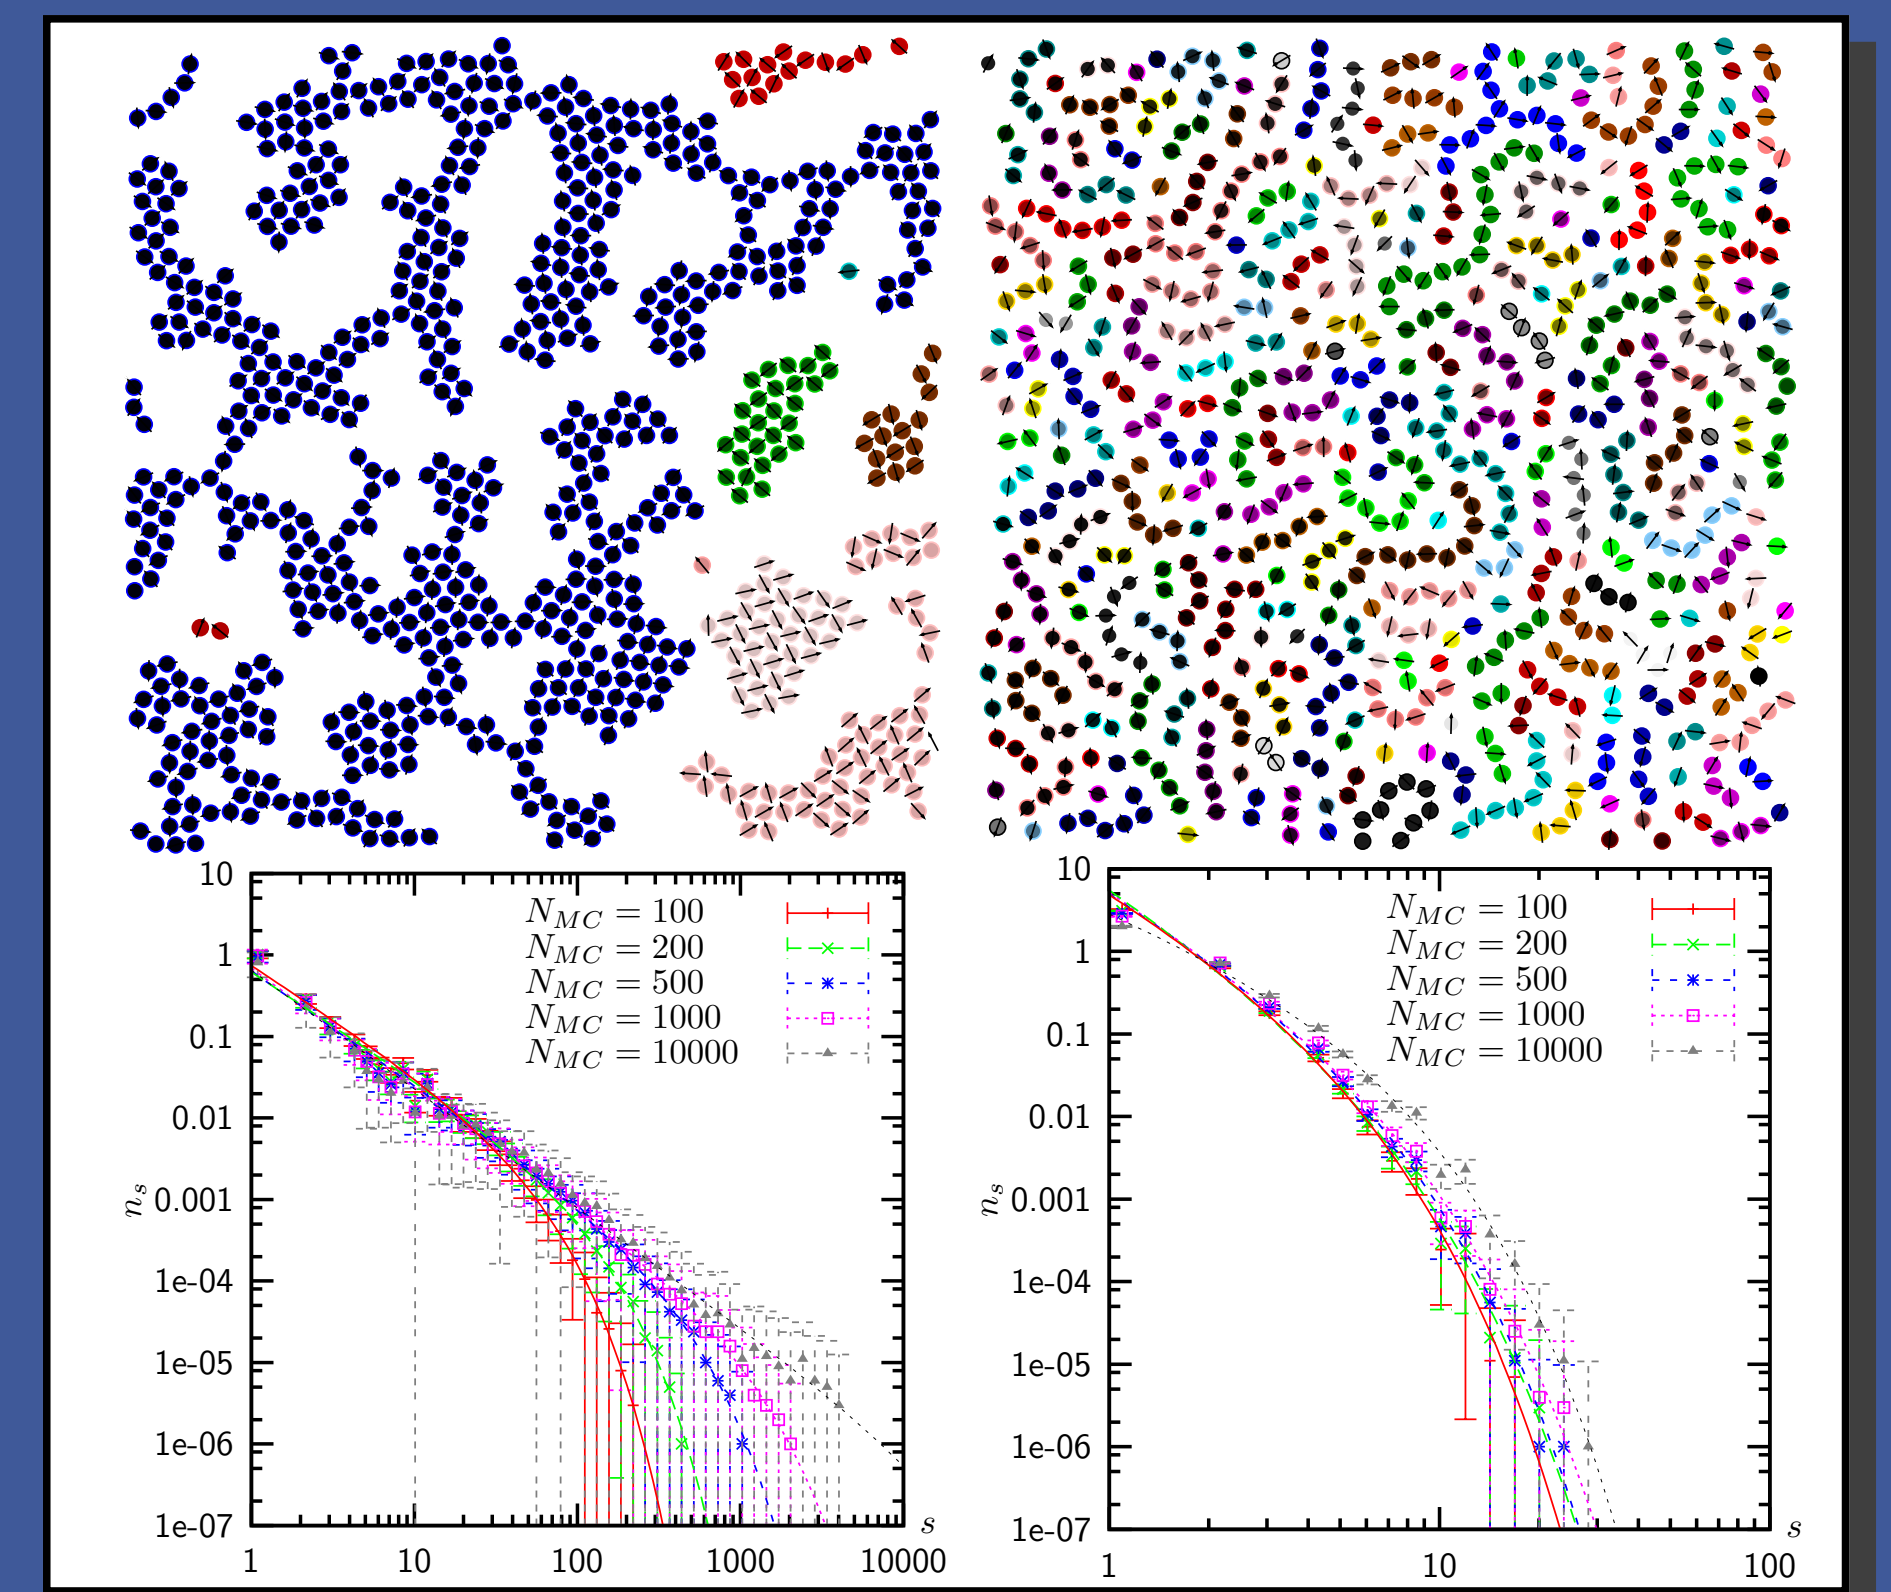 10
1
0.1
0.01
0.001
1e-04
1e-05
1e-06
1e-07
n_s
N_{MC} = 100
N_{MC} = 200
N_{MC} = 500
N_{MC} = 1000
N_{MC} = 10000
1 10 100 1000 10000
s
10
1
0.1
0.01
0.001
1e-04
1e-05
1e-06
1e-07
n_s
N_{MC} = 100
N_{MC} = 200
N_{MC} = 500
N_{MC} = 1000
N_{MC} = 10000
1 10 100
s